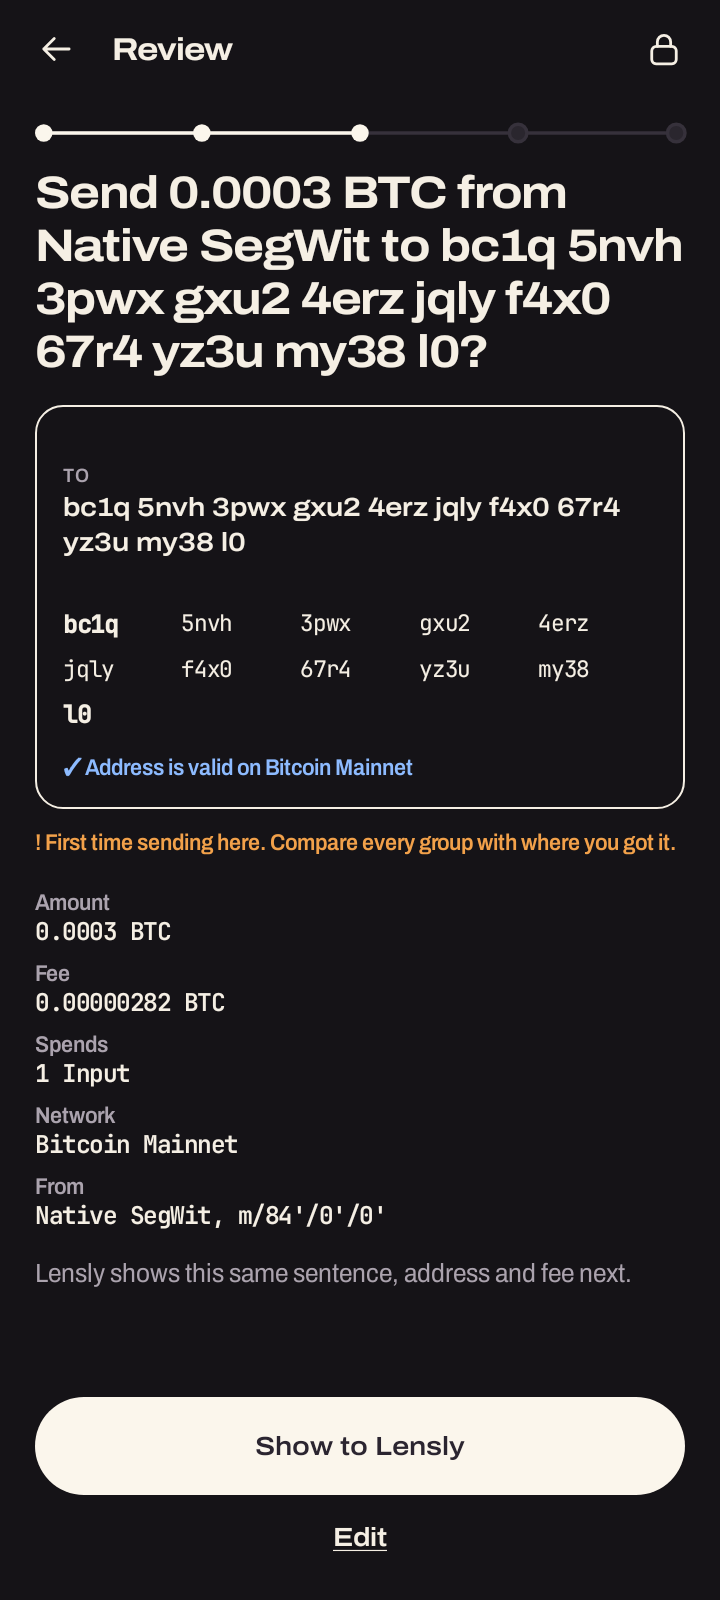 Review
Send 0.0003 BTC from
Native SegWit to bc1q 5nvh
3pwx gxu2 4erz jqly f4x0
67r4 yz3u my38 l0?
TO
bc1q 5nvh 3pwx gxu2 4erz jqly f4x0 67r4
yz3u my38 l0
bc1q 5nvh 3pwx gxu2 4erz
jqly f4x0 67r4 yz3u my38
l0
✓ Address is valid on Bitcoin Mainnet
! First time sending here. Compare every group with where you got it.
Amount
0.0003 BTC
Fee
0.00000282 BTC
Spends
1 Input
Network
Bitcoin Mainnet
From
Native SegWit, m/84'/0'/0'
Lensly shows this same sentence, address and fee next.
Show to Lensly
Edit